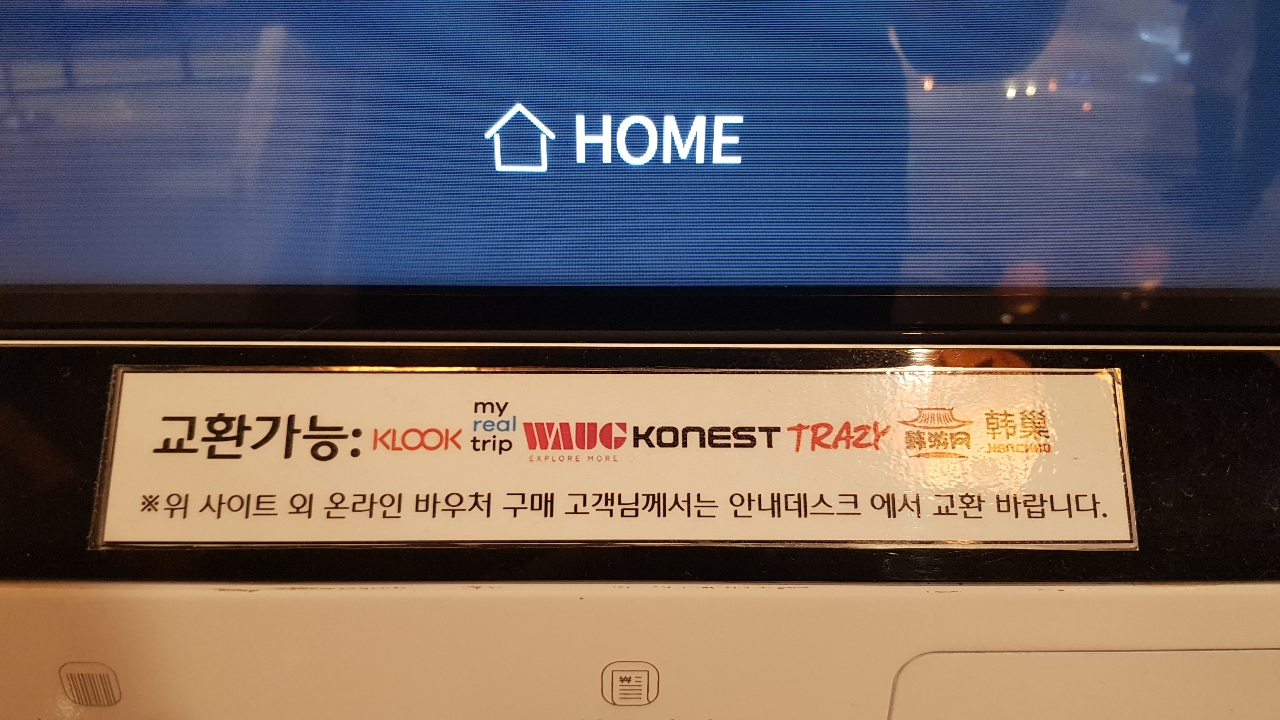 HOME
교환가능: KLOOK my real trip WAUG EXPLORE MORE KONEST TRAZY 韩巢
※위 사이트 외 온라인 바우처 구매 고객님께서는 안내데스크 에서 교환 바랍니다.